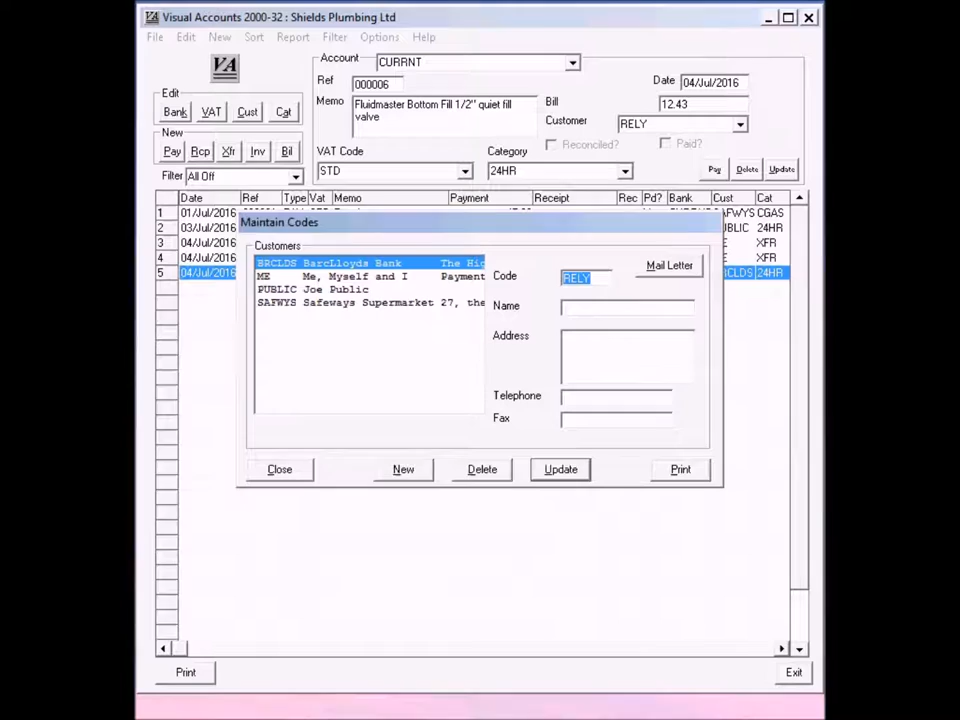 Visual Accounts 2000-32 : Shields Plumbing Ltd
File Edit New Sort Report Filter Options Help
VA
Account CURRNT
Ref 000006
Date 04/Jul/2016
Memo Fluidmaster Bottom Fill 1/2" quiet fill valve
Bill 12.43
Customer RELY
Reconciled? Paid?
Edit
Bank VAT Cust Cat
New
Pay Rcp Xfr Inv Bil
Filter All Off
VAT Code STD
Category 24HR
Pay Delete Update
Date Ref Type Vat Memo Payment Receipt Rec Pd? Bank Cust Cat
1 01/Jul/2016 AFWYS CGAS
2 03/Jul/2016 UBLIC 24HR
3 04/Jul/2016 E XFR
4 04/Jul/2016 E XFR
5 04/Jul/2016 CLDS 24HR
Maintain Codes
Customers
BRCLDS BarcLloyds Bank The Hig
ME Me, Myself and I Payment
PUBLIC Joe Public
SAFWYS Safeways Supermarket 27, the
Code RELY
Mail Letter
Name
Address
Telephone
Fax
Close New Delete Update Print
Print Exit